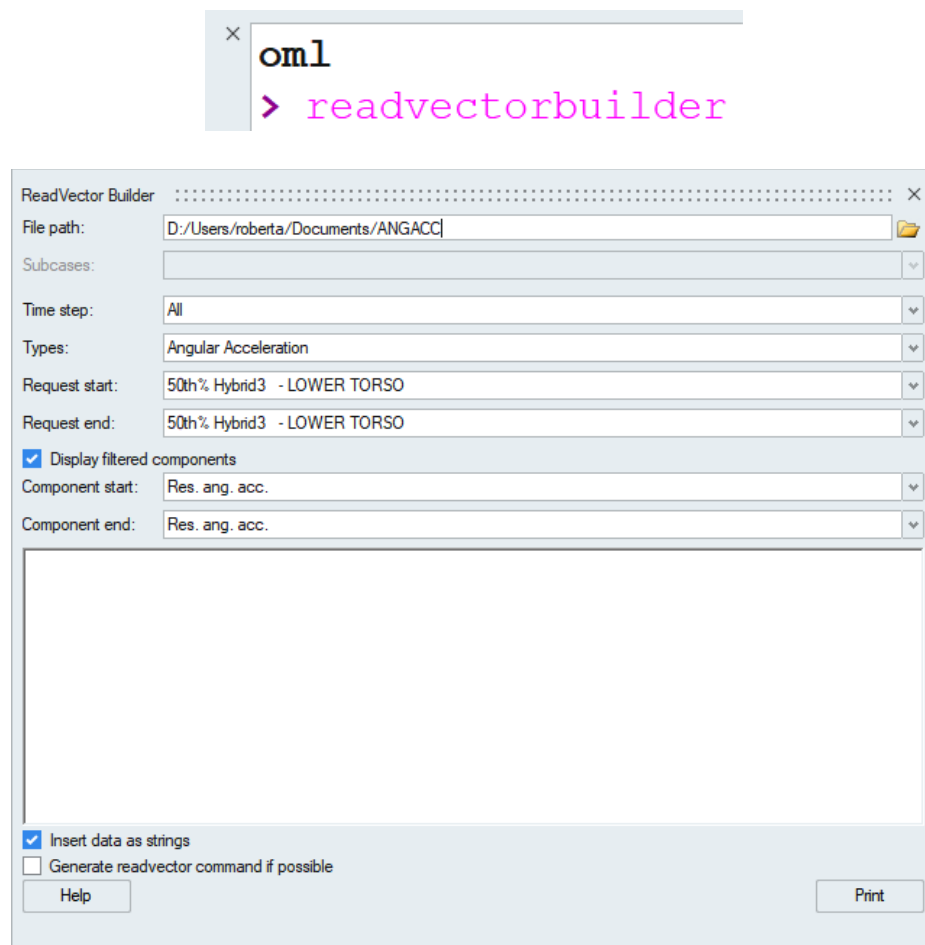 oml
> readvectorbuilder
ReadVector Builder
File path: D:/Users/roberta/Documents/ANGACC
Subcases:
Time step: All
Types: Angular Acceleration
Request start: 50th% Hybrid3 - LOWER TORSO
Request end: 50th% Hybrid3 - LOWER TORSO
Display filtered components
Component start: Res. ang. acc.
Component end: Res. ang. acc.
Insert data as strings
Generate readvector command if possible
Help Print